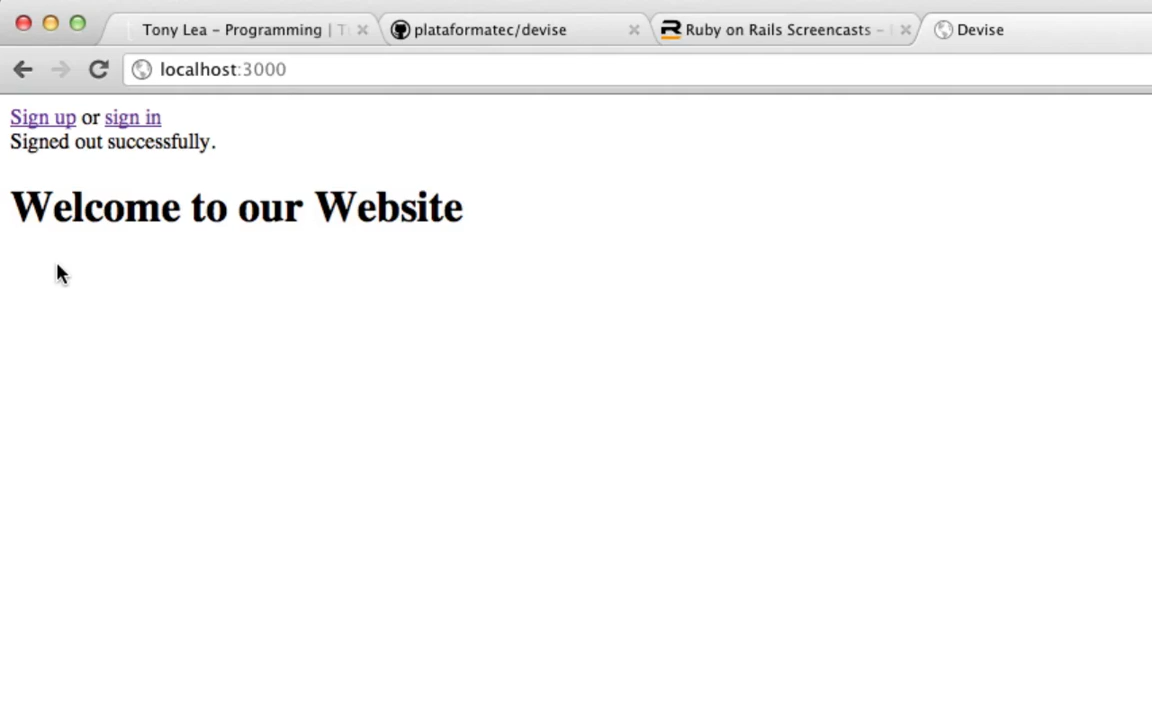 Tony Lea – Programming | T
plataformatec/devise
Ruby on Rails Screencasts –
Devise
localhost:3000
Sign up or sign in
Signed out successfully.
Welcome to our Website